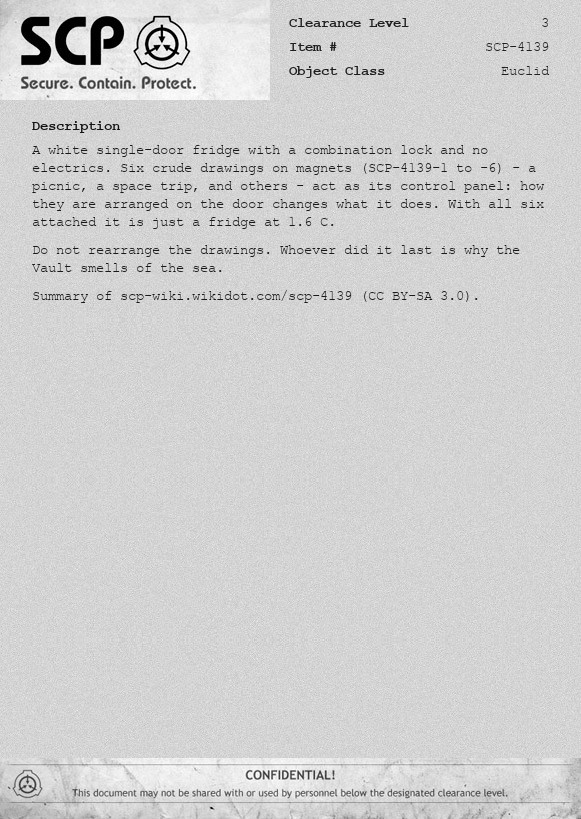 SCP
Secure. Contain. Protect.
Clearance Level 3
Item # SCP-4139
Object Class Euclid
Description
A white single-door fridge with a combination lock and no
electrics. Six crude drawings on magnets (SCP-4139-1 to -6) - a
picnic, a space trip, and others - act as its control panel: how
they are arranged on the door changes what it does. With all six
attached it is just a fridge at 1.6 C.
Do not rearrange the drawings. Whoever did it last is why the
Vault smells of the sea.
Summary of scp-wiki.wikidot.com/scp-4139 (CC BY-SA 3.0).
CONFIDENTIAL!
This document may not be shared with or used by personnel below the designated clearance level.